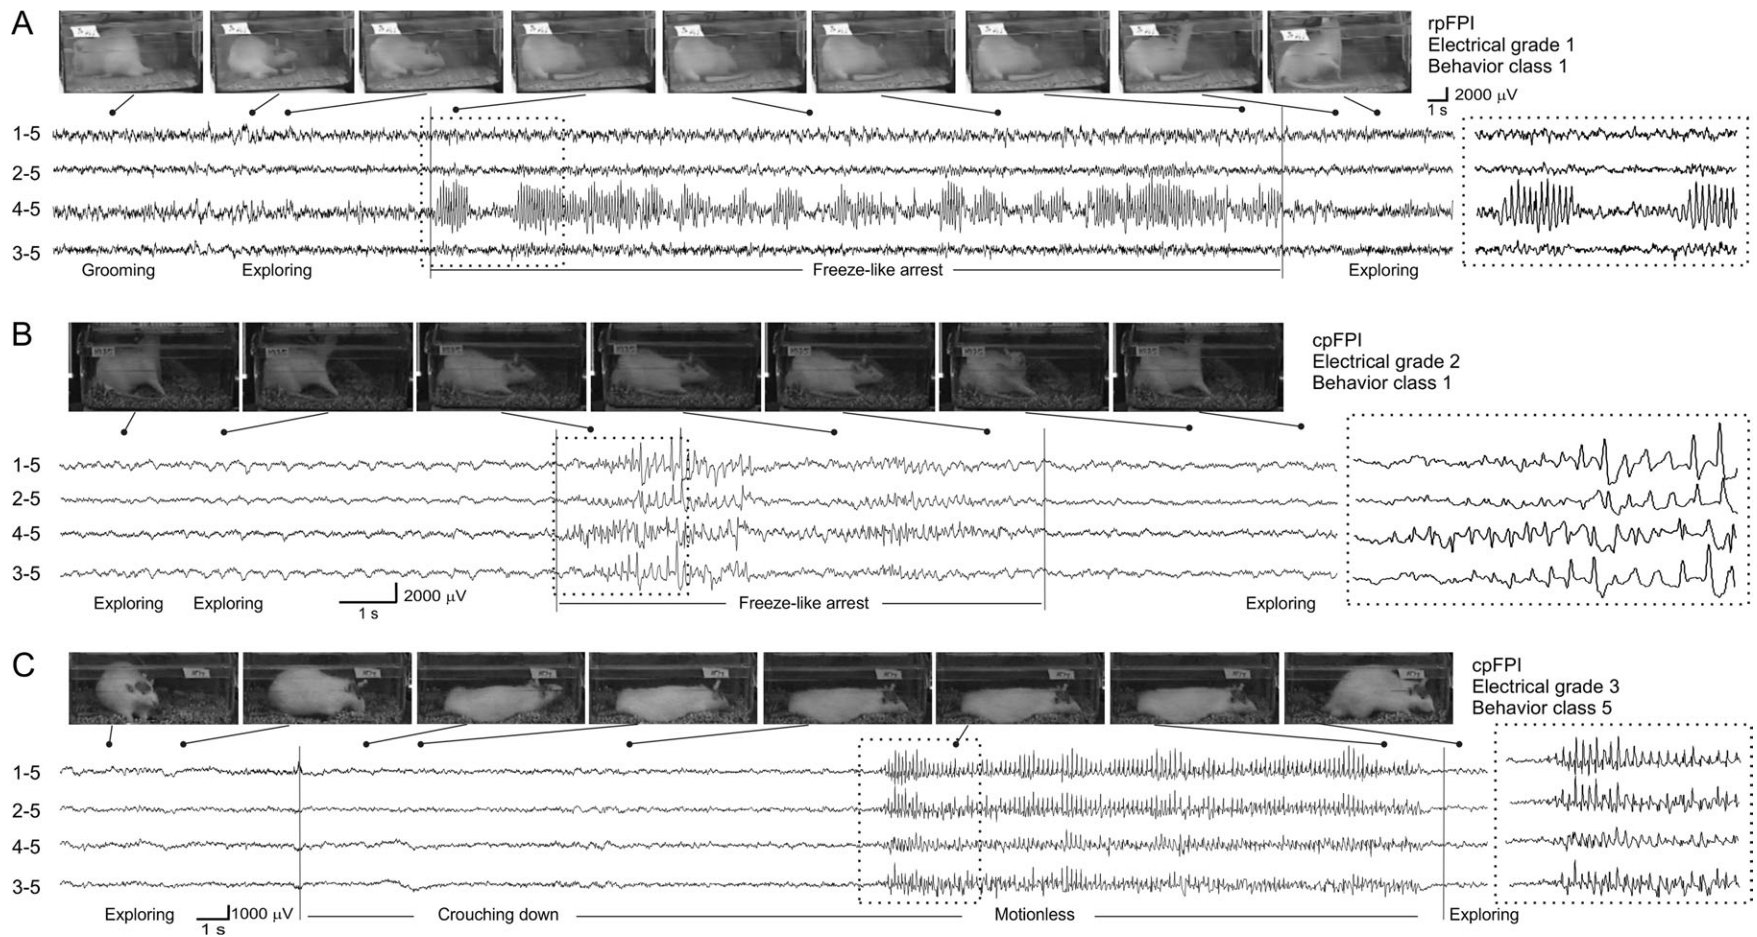 A
rpFPI
Electrical grade 1
Behavior class 1
2000 µV
1 s
1-5
2-5
4-5
3-5
Grooming
Exploring
Freeze-like arrest
Exploring
B
cpFPI
Electrical grade 2
Behavior class 1
1-5
2-5
4-5
3-5
2000 µV
1 s
Exploring
Exploring
Freeze-like arrest
Exploring
C
cpFPI
Electrical grade 3
Behavior class 5
1-5
2-5
4-5
3-5
Exploring
1000 µV
1 s
Crouching down
Motionless
Exploring